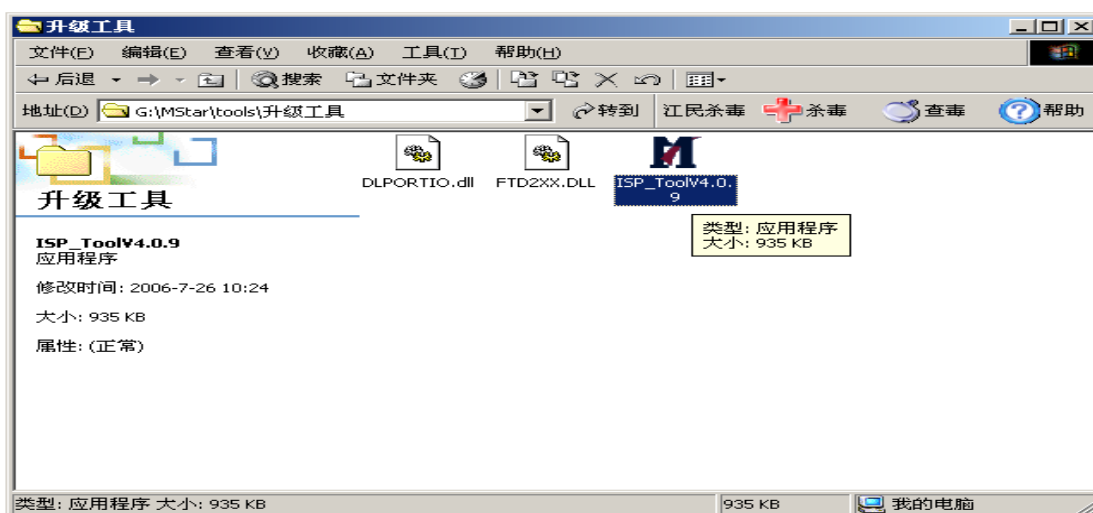 升级工具
文件(F) 编辑(E) 查看(V) 收藏(A) 工具(T) 帮助(H)
后退 搜索 文件夹
地址(D) G:\MStar\tools\升级工具 转到 江民杀毒 杀毒 查毒 帮助
DLPORTIO.dll FTD2XX.DLL ISP_ToolV4.0.
9
升级工具
类型: 应用程序
大小: 935 KB
ISP_ToolV4.0.9
应用程序
修改时间: 2006-7-26 10:24
大小: 935 KB
属性: (正常)
类型: 应用程序 大小: 935 KB 935 KB 我的电脑